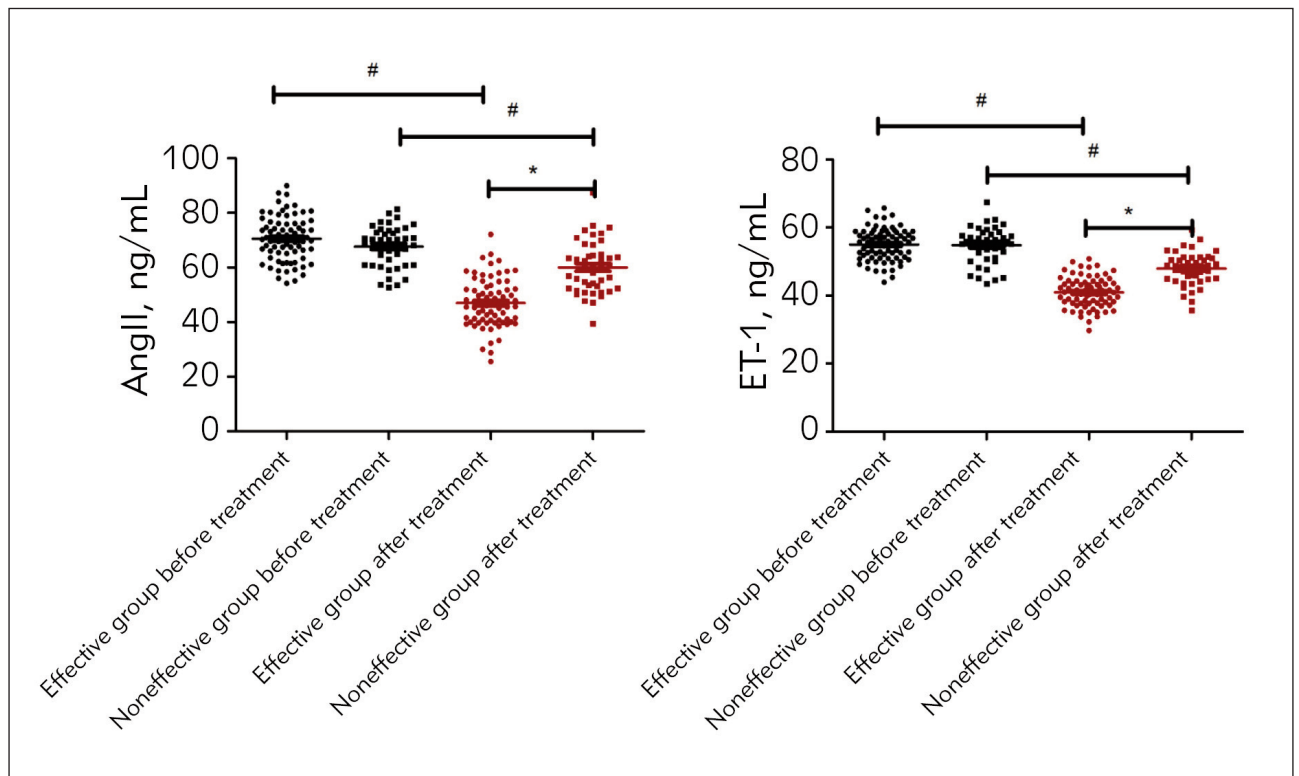 #
#
*
100
80
60
40
20
0
AngII, ng/mL
Effective group before treatment
Noneffective group before treatment
Effective group after treatment
Noneffective group after treatment
#
#
*
80
60
40
20
0
ET-1, ng/mL
Effective group before treatment
Noneffective group before treatment
Effective group after treatment
Noneffective group after treatment